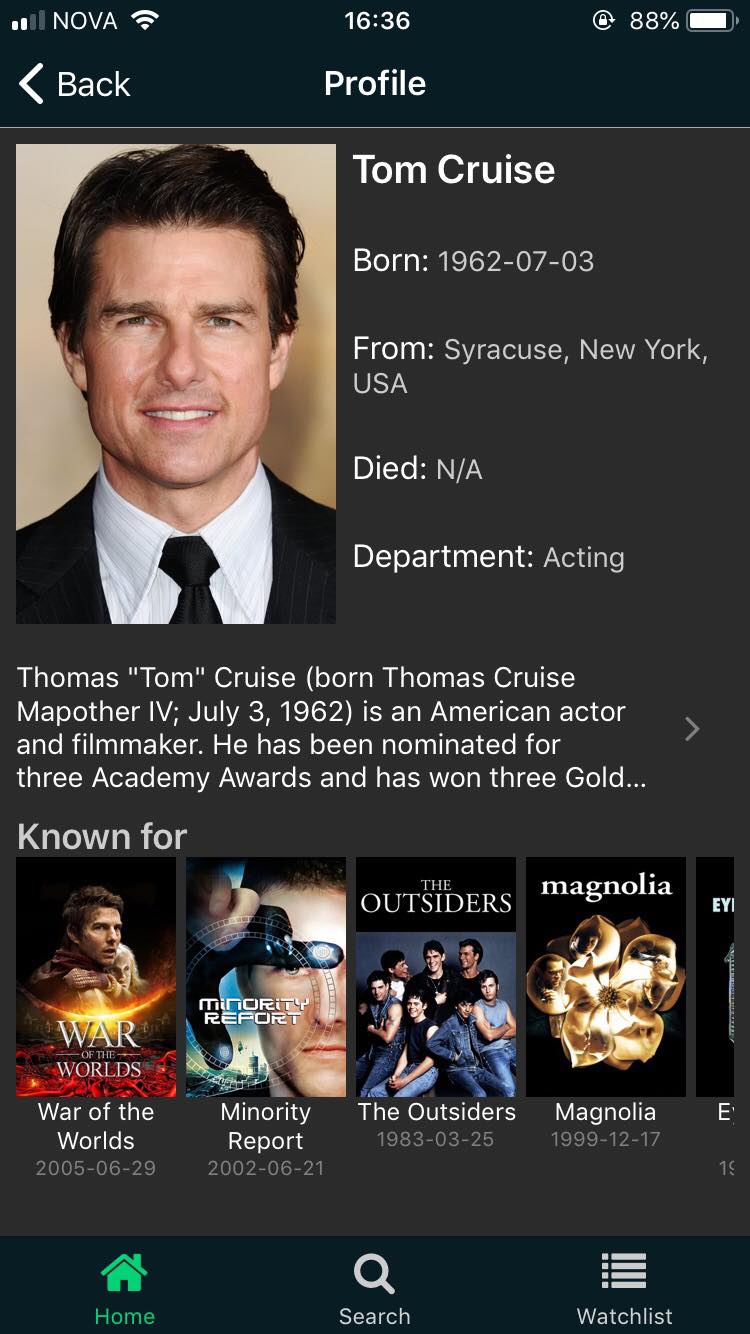 NOVA
16:36
88%
Back
Profile
Tom Cruise
Born: 1962-07-03
From: Syracuse, New York,
USA
Died: N/A
Department: Acting
Thomas "Tom" Cruise (born Thomas Cruise
Mapother IV; July 3, 1962) is an American actor
and filmmaker. He has been nominated for
three Academy Awards and has won three Gold...
Known for
WAR
OF THE
WORLDS
MINORITY
REPORT
THE
OUTSIDERS
magnolia
EY
War of the
Worlds
2005-06-29
Minority
Report
2002-06-21
The Outsiders
1983-03-25
Magnolia
1999-12-17
Ey
19
Home
Search
Watchlist